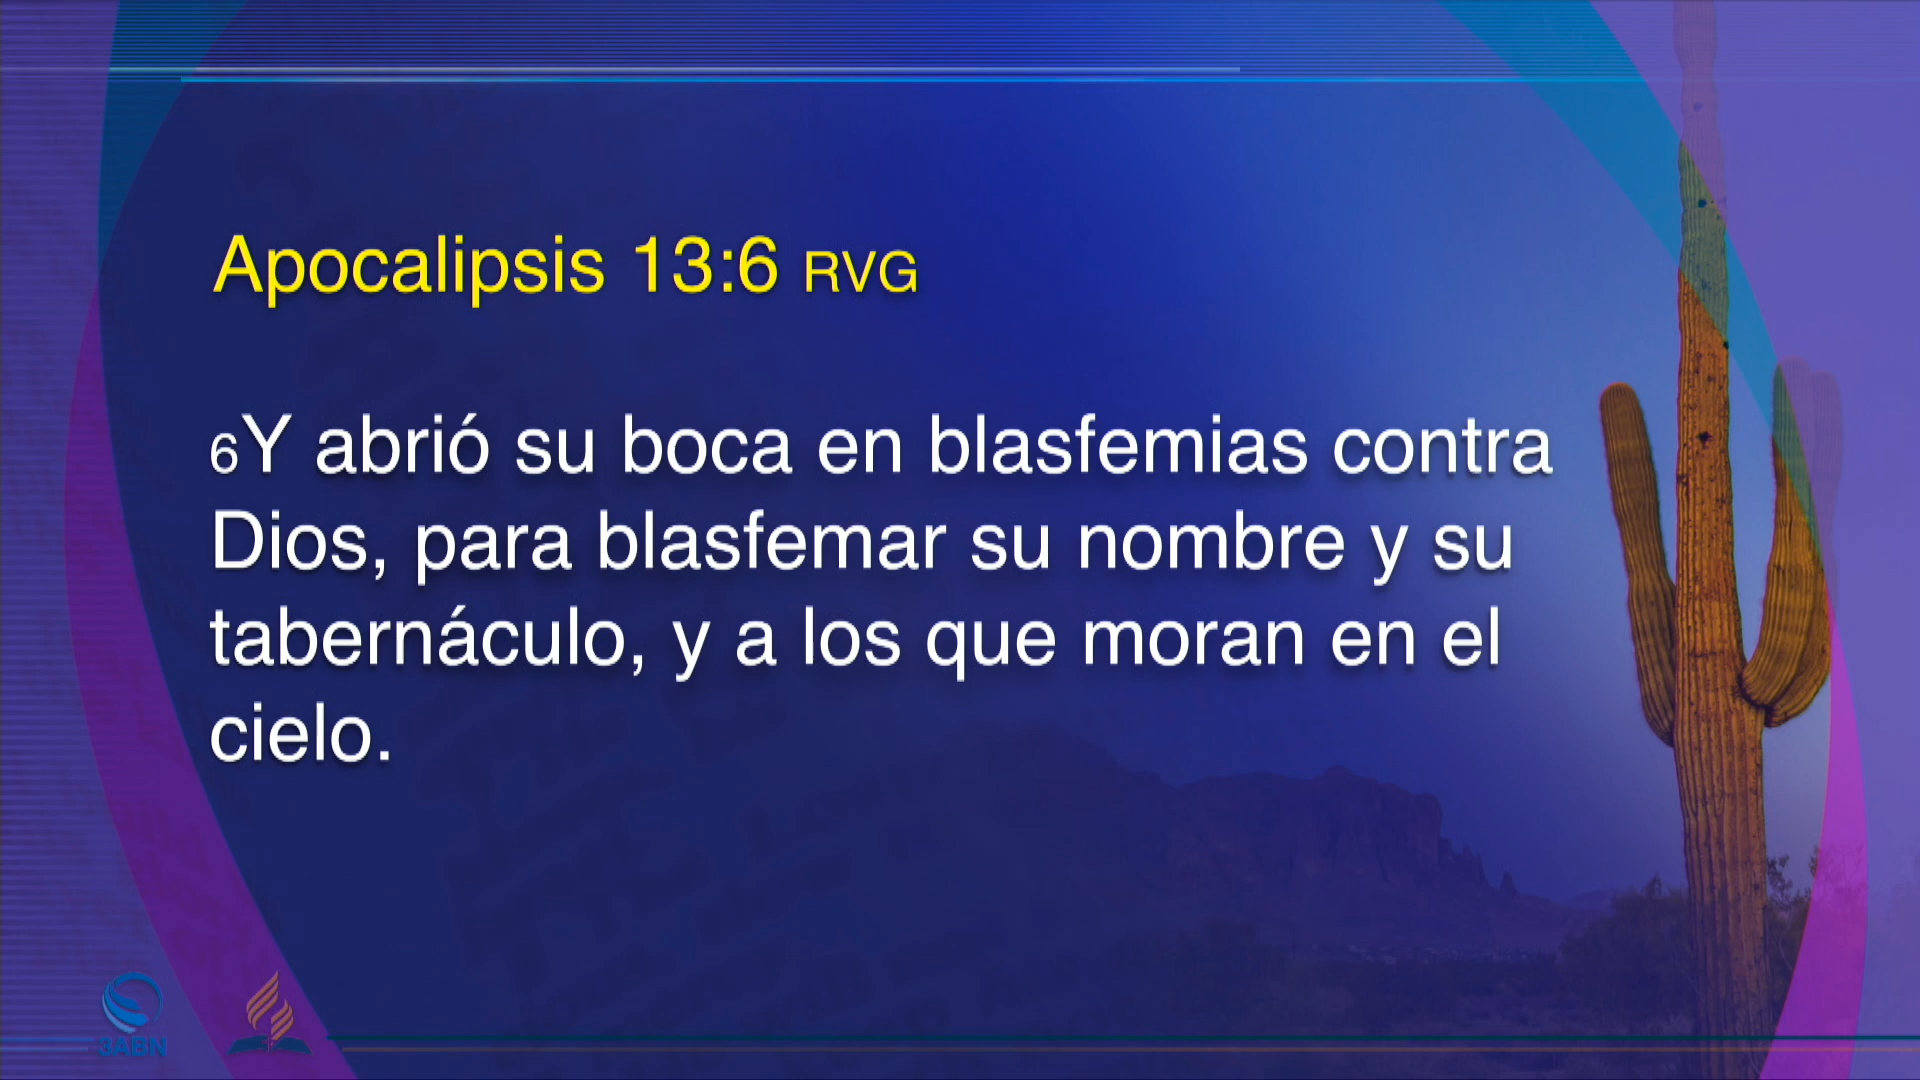 Apocalipsis 13:6 RVG
6Y abrió su boca en blasfemias contra
Dios, para blasfemar su nombre y su
tabernáculo, y a los que moran en el
cielo.
3ABN